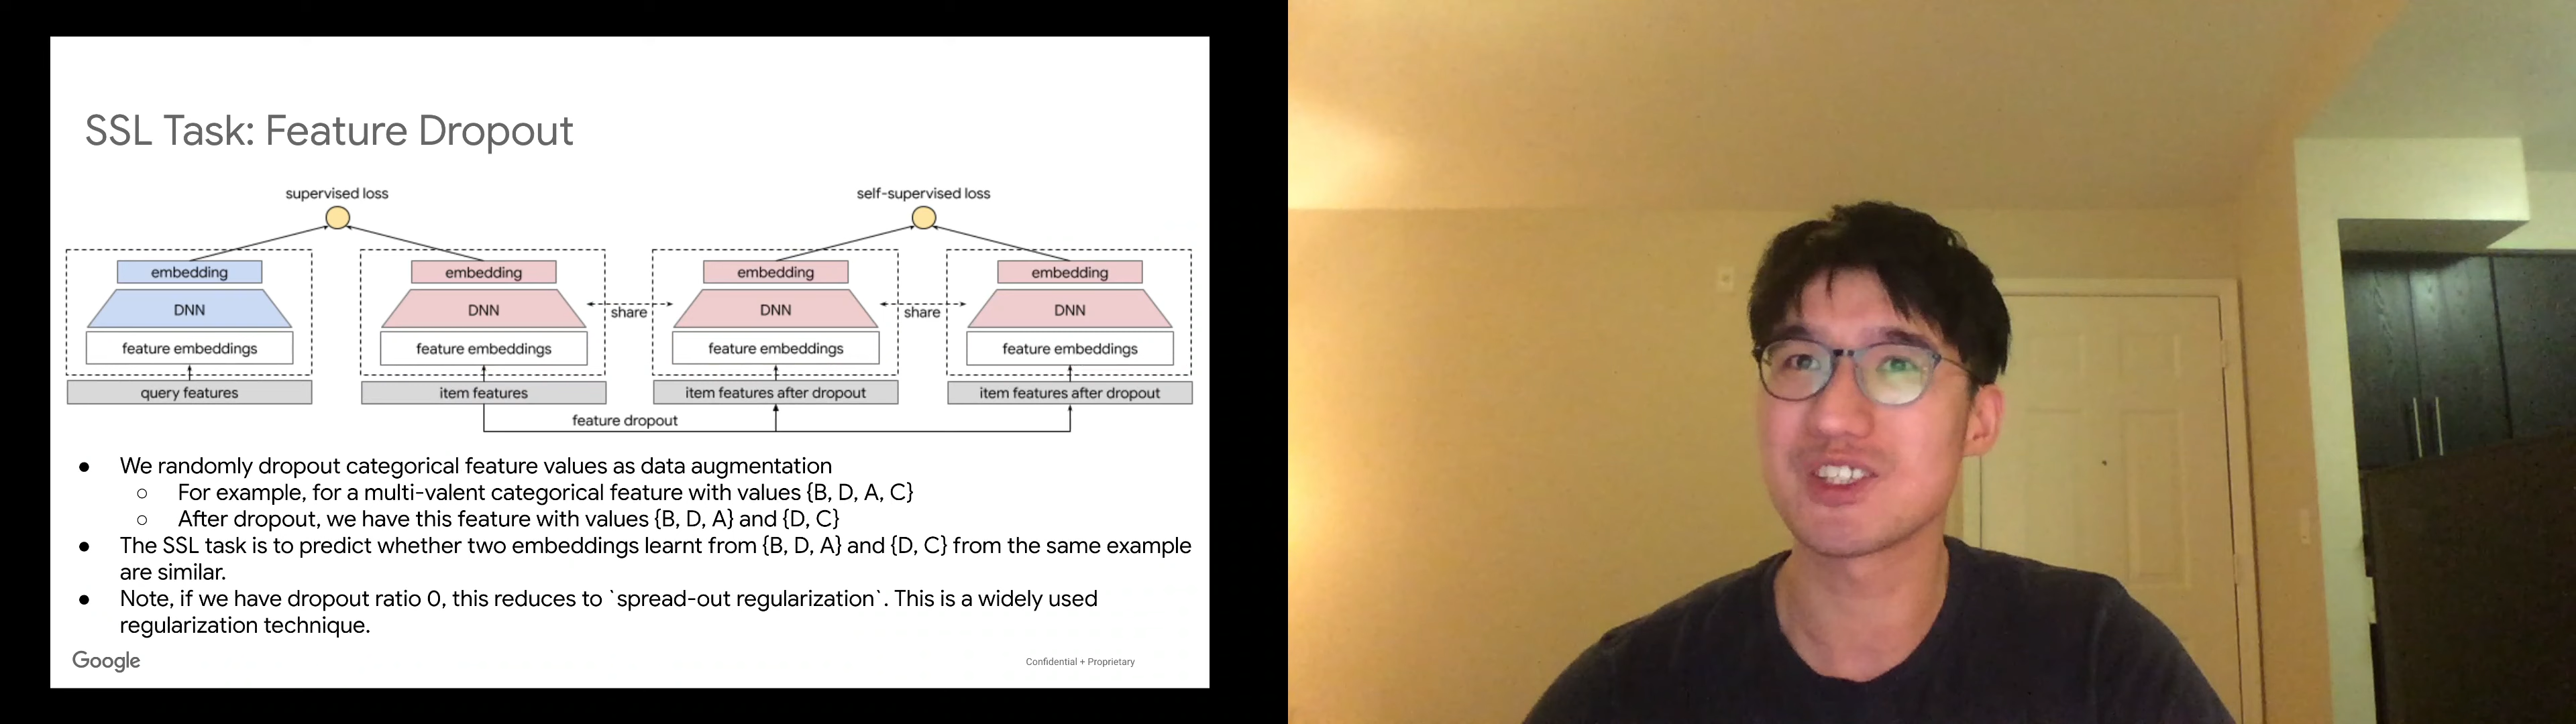 SSL Task: Feature Dropout
supervised loss
self-supervised loss
embedding
embedding
embedding
embedding
DNN
DNN
share
DNN
share
DNN
feature embeddings
feature embeddings
feature embeddings
feature embeddings
query features
item features
item features after dropout
item features after dropout
feature dropout
● We randomly dropout categorical feature values as data augmentation
○ For example, for a multi-valent categorical feature with values {B, D, A, C}
○ After dropout, we have this feature with values {B, D, A} and {D, C}
● The SSL task is to predict whether two embeddings learnt from {B, D, A} and {D, C} from the same example
are similar.
● Note, if we have dropout ratio 0, this reduces to `spread-out regularization`. This is a widely used
regularization technique.
Google
Confidential + Proprietary